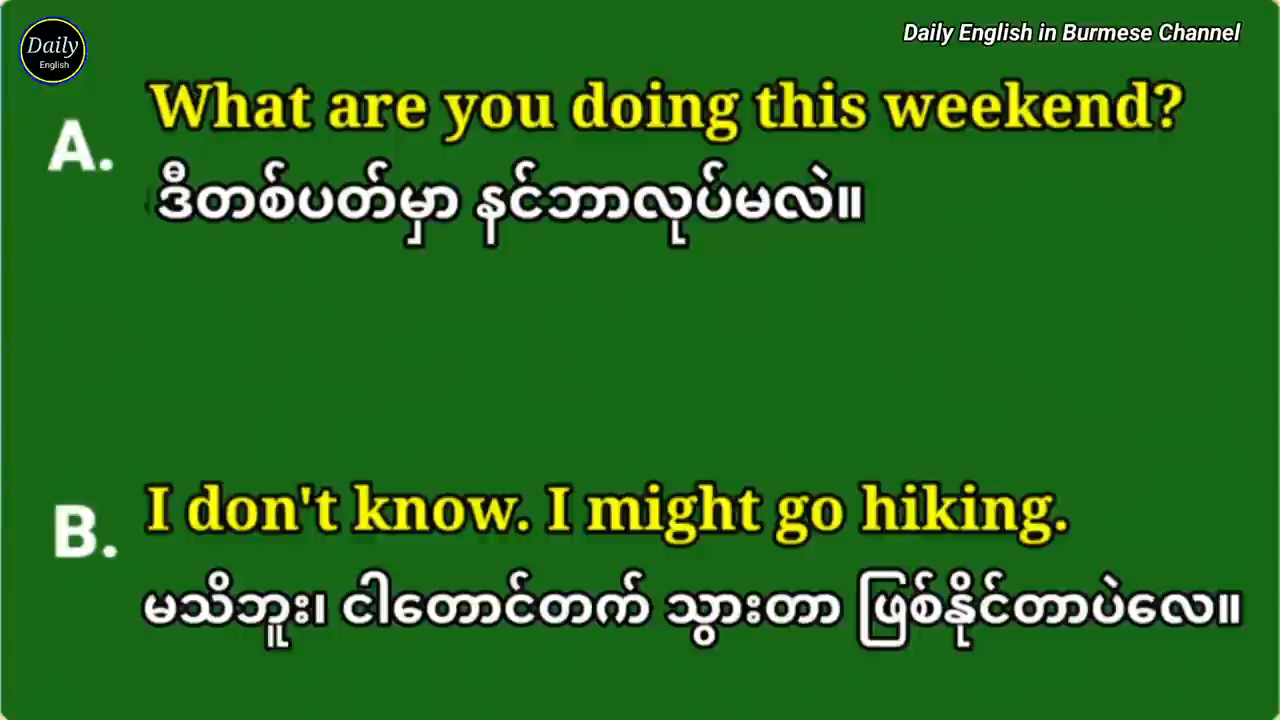 Daily
English
Daily English in Burmese Channel
A. What are you doing this weekend?
ဒီတစ်ပတ်မှာ နင်ဘာလုပ်မလဲ။
B. I don't know. I might go hiking.
မသိဘူး၊ ငါတောင်တက် သွားတာ ဖြစ်နိုင်တာပဲလေ။